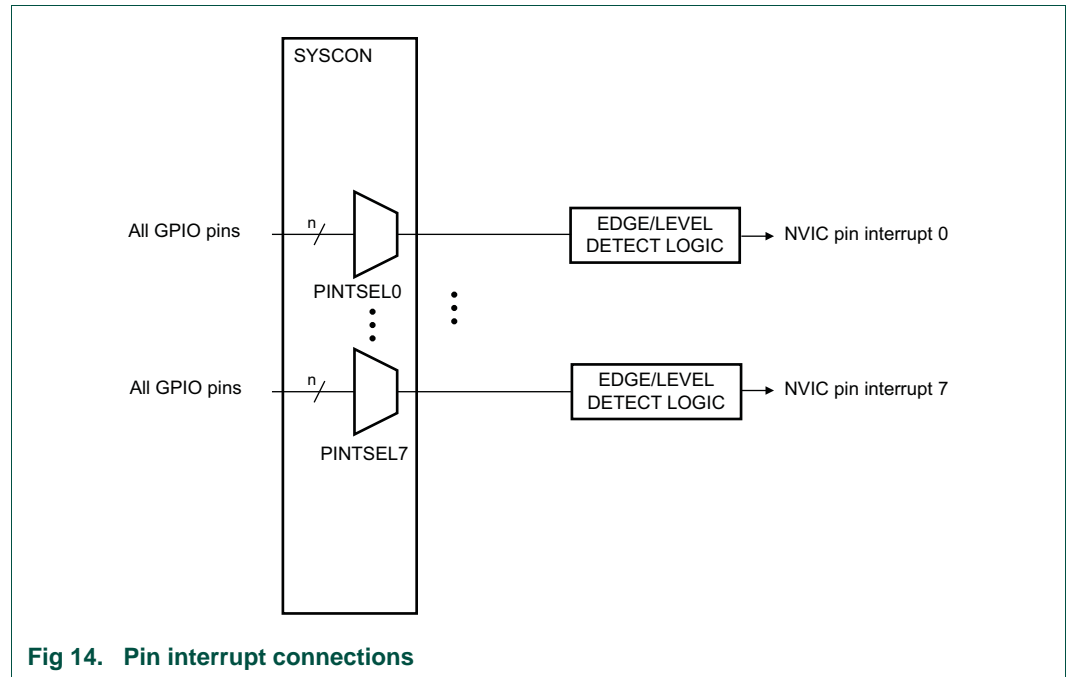 SYSCON
All GPIO pins
n
PINTSEL0
EDGE/LEVEL
DETECT LOGIC
NVIC pin interrupt 0
All GPIO pins
n
PINTSEL7
EDGE/LEVEL
DETECT LOGIC
NVIC pin interrupt 7
Fig 14. Pin interrupt connections